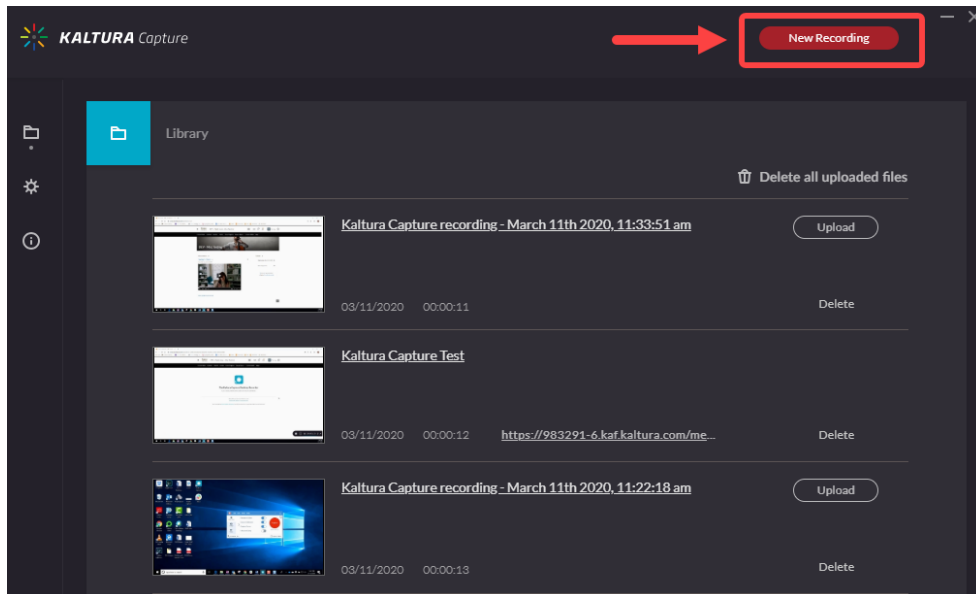 KALTURA Capture
New Recording
Library
Delete all uploaded files
Kaltura Capture recording - March 11th 2020, 11:33:51 am
Upload
03/11/2020 00:00:11
Delete
Kaltura Capture Test
03/11/2020 00:00:12 https://983291-6.kaf.kaltura.com/me...
Delete
Kaltura Capture recording - March 11th 2020, 11:22:18 am
Upload
03/11/2020 00:00:13
Delete